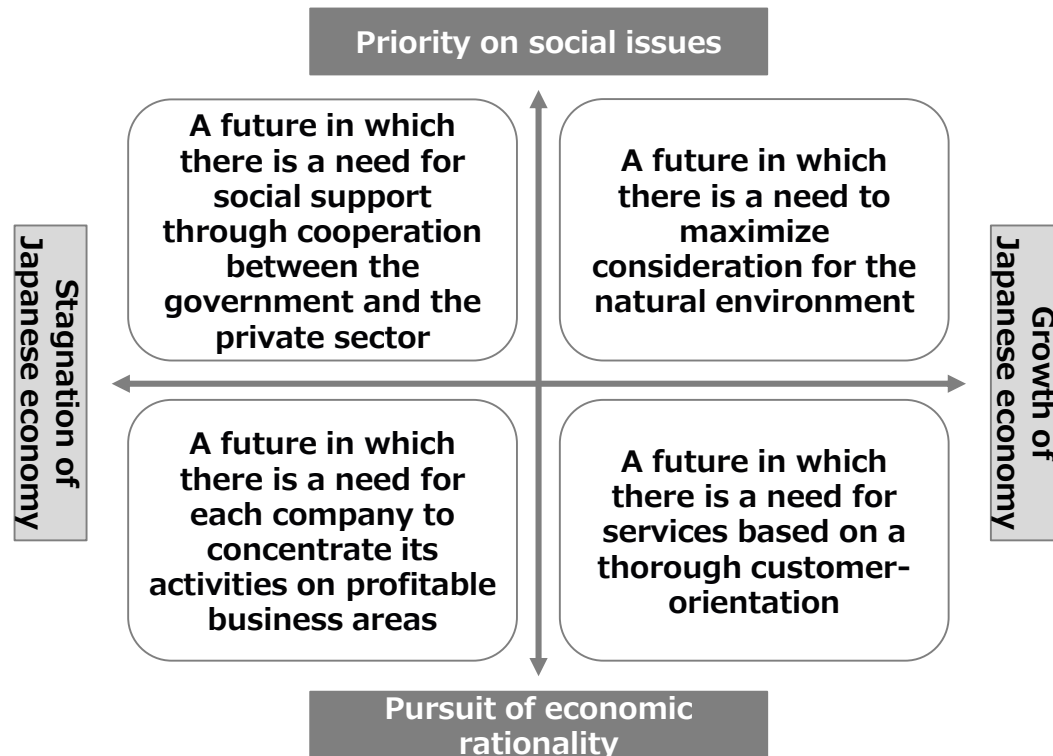 Priority on social issues
A future in which
there is a need for
social support
through cooperation
between the
government and the
private sector
A future in which
there is a need to
maximize
consideration for the
natural environment
Stagnation of
Japanese economy
Growth of
Japanese economy
A future in which
there is a need for
each company to
concentrate its
activities on profitable
business areas
A future in which
there is a need for
services based on a
thorough customer-
orientation
Pursuit of economic
rationality